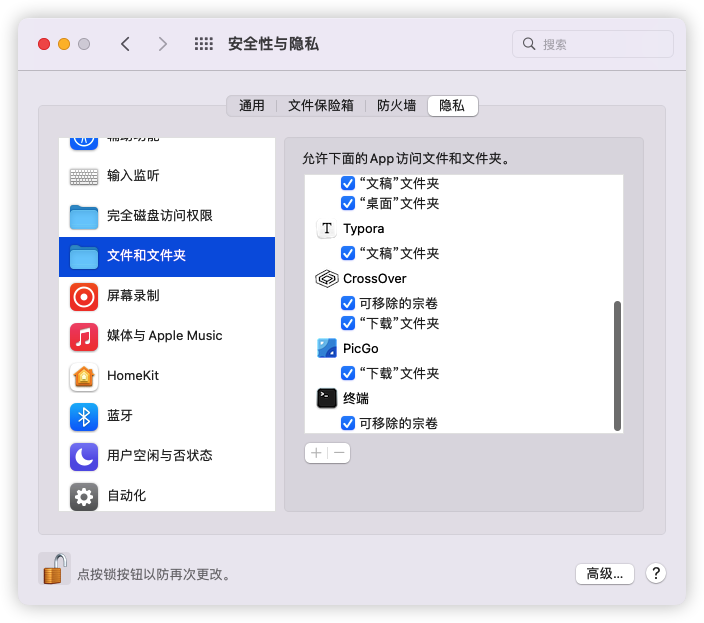 安全性与隐私
搜索
通用
文件保险箱
防火墙
隐私
辅助功能
输入监听
完全磁盘访问权限
文件和文件夹
屏幕录制
媒体与 Apple Music
HomeKit
蓝牙
用户空闲与否状态
自动化
允许下面的App访问文件和文件夹。
“文稿”文件夹
“桌面”文件夹
T Typora
“文稿”文件夹
CrossOver
可移除的宗卷
“下载”文件夹
PicGo
“下载”文件夹
终端
可移除的宗卷
点按锁按钮以防再次更改。
高级...
?